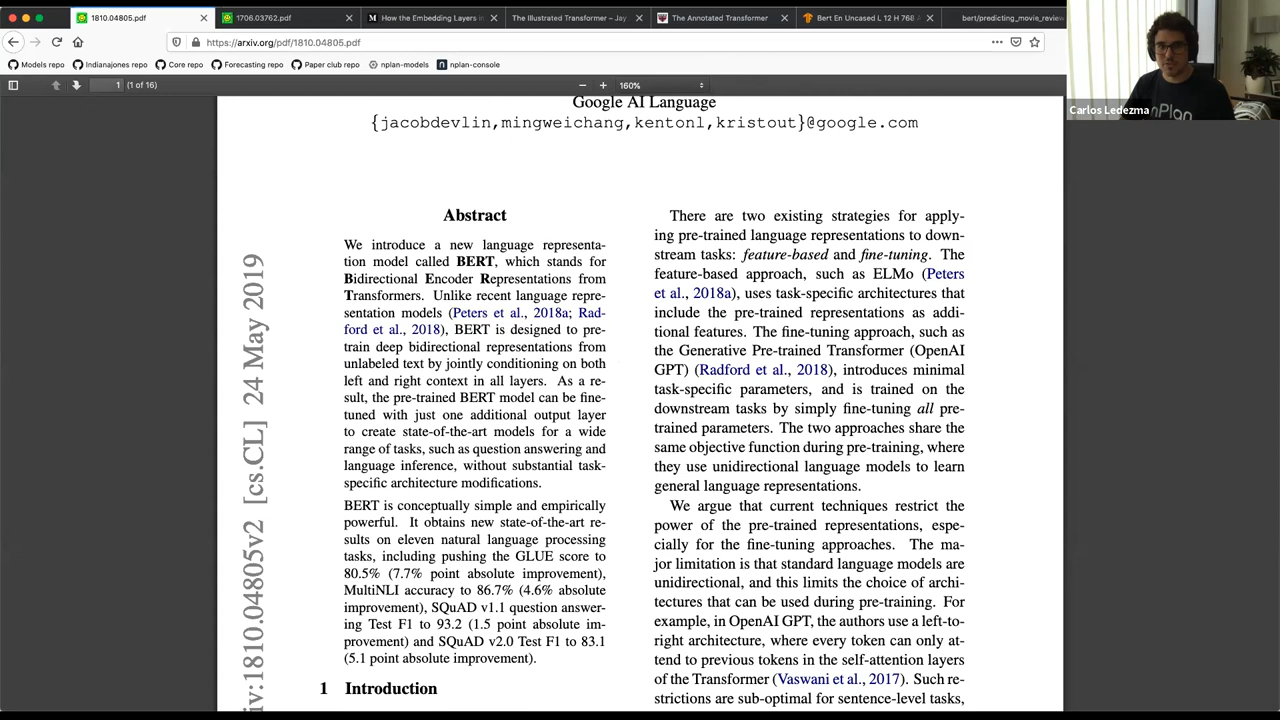 1810.04805.pdf
1706.03762.pdf
How the Embedding Layers in
The Illustrated Transformer – Jay
The Annotated Transformer
Bert En Uncased L 12 H 768 A
bert/predicting_movie_review
https://arxiv.org/pdf/1810.04805.pdf
Models repo
Indianajones repo
Core repo
Forecasting repo
Paper club repo
nplan-models
nplan-console
1
(1 of 16)
160%
Carlos Ledezma
nPlan
Google AI Language
{jacobdevlin,mingweichang,kentonl,kristout}@google.com
arXiv:1810.04805v2 [cs.CL] 24 May 2019
Abstract
We introduce a new language representa-
tion model called BERT, which stands for
Bidirectional Encoder Representations from
Transformers. Unlike recent language repre-
sentation models (Peters et al., 2018a; Rad-
ford et al., 2018), BERT is designed to pre-
train deep bidirectional representations from
unlabeled text by jointly conditioning on both
left and right context in all layers. As a re-
sult, the pre-trained BERT model can be fine-
tuned with just one additional output layer
to create state-of-the-art models for a wide
range of tasks, such as question answering and
language inference, without substantial task-
specific architecture modifications.
BERT is conceptually simple and empirically
powerful. It obtains new state-of-the-art re-
sults on eleven natural language processing
tasks, including pushing the GLUE score to
80.5% (7.7% point absolute improvement),
MultiNLI accuracy to 86.7% (4.6% absolute
improvement), SQuAD v1.1 question answer-
ing Test F1 to 93.2 (1.5 point absolute im-
provement) and SQuAD v2.0 Test F1 to 83.1
(5.1 point absolute improvement).
1 Introduction
There are two existing strategies for apply-
ing pre-trained language representations to down-
stream tasks: feature-based and fine-tuning. The
feature-based approach, such as ELMo (Peters
et al., 2018a), uses task-specific architectures that
include the pre-trained representations as addi-
tional features. The fine-tuning approach, such as
the Generative Pre-trained Transformer (OpenAI
GPT) (Radford et al., 2018), introduces minimal
task-specific parameters, and is trained on the
downstream tasks by simply fine-tuning all pre-
trained parameters. The two approaches share the
same objective function during pre-training, where
they use unidirectional language models to learn
general language representations.
We argue that current techniques restrict the
power of the pre-trained representations, espe-
cially for the fine-tuning approaches. The ma-
jor limitation is that standard language models are
unidirectional, and this limits the choice of archi-
tectures that can be used during pre-training. For
example, in OpenAI GPT, the authors use a left-to-
right architecture, where every token can only at-
tend to previous tokens in the self-attention layers
of the Transformer (Vaswani et al., 2017). Such re-
strictions are sub-optimal for sentence-level tasks,